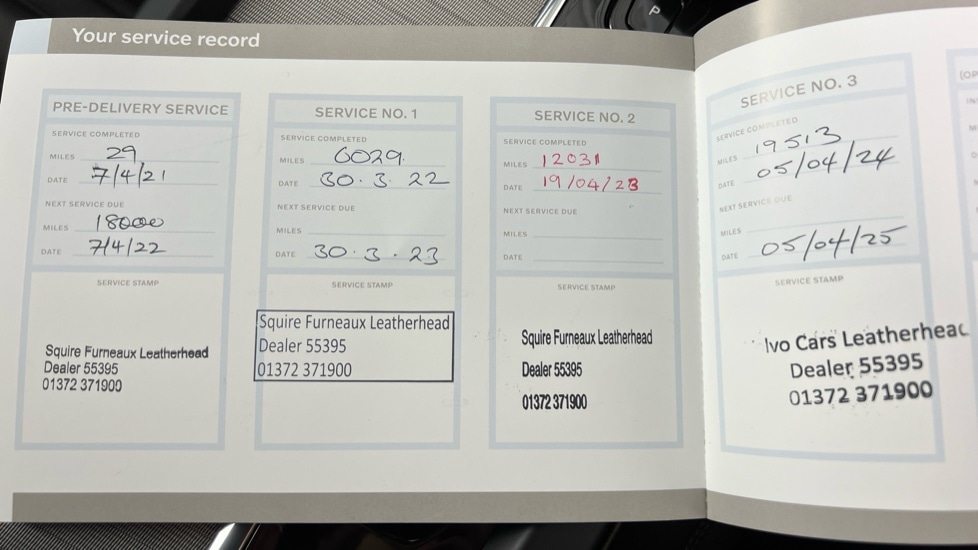 Your service record
PRE-DELIVERY SERVICE
SERVICE COMPLETED
MILES 29
DATE 7/4/21
NEXT SERVICE DUE
MILES 18000
DATE 7/4/22
SERVICE STAMP
Squire Furneaux Leatherhead
Dealer 55395
01372 371900
SERVICE NO. 1
SERVICE COMPLETED
MILES 6029.
DATE 30.3.22
NEXT SERVICE DUE
MILES
DATE 30.3.23
SERVICE STAMP
Squire Furneaux Leatherhead
Dealer 55395
01372 371900
SERVICE NO. 2
SERVICE COMPLETED
MILES 12031
DATE 19/04/23
NEXT SERVICE DUE
MILES
DATE
SERVICE STAMP
Squire Furneaux Leatherhead
Dealer 55395
01372 371900
SERVICE NO. 3
SERVICE COMPLETED
MILES 19513
DATE 05/04/24
NEXT SERVICE DUE
MILES
DATE 05/04/25
SERVICE STAMP
Ivo Cars Leatherhead
Dealer 55395
01372 371900
P